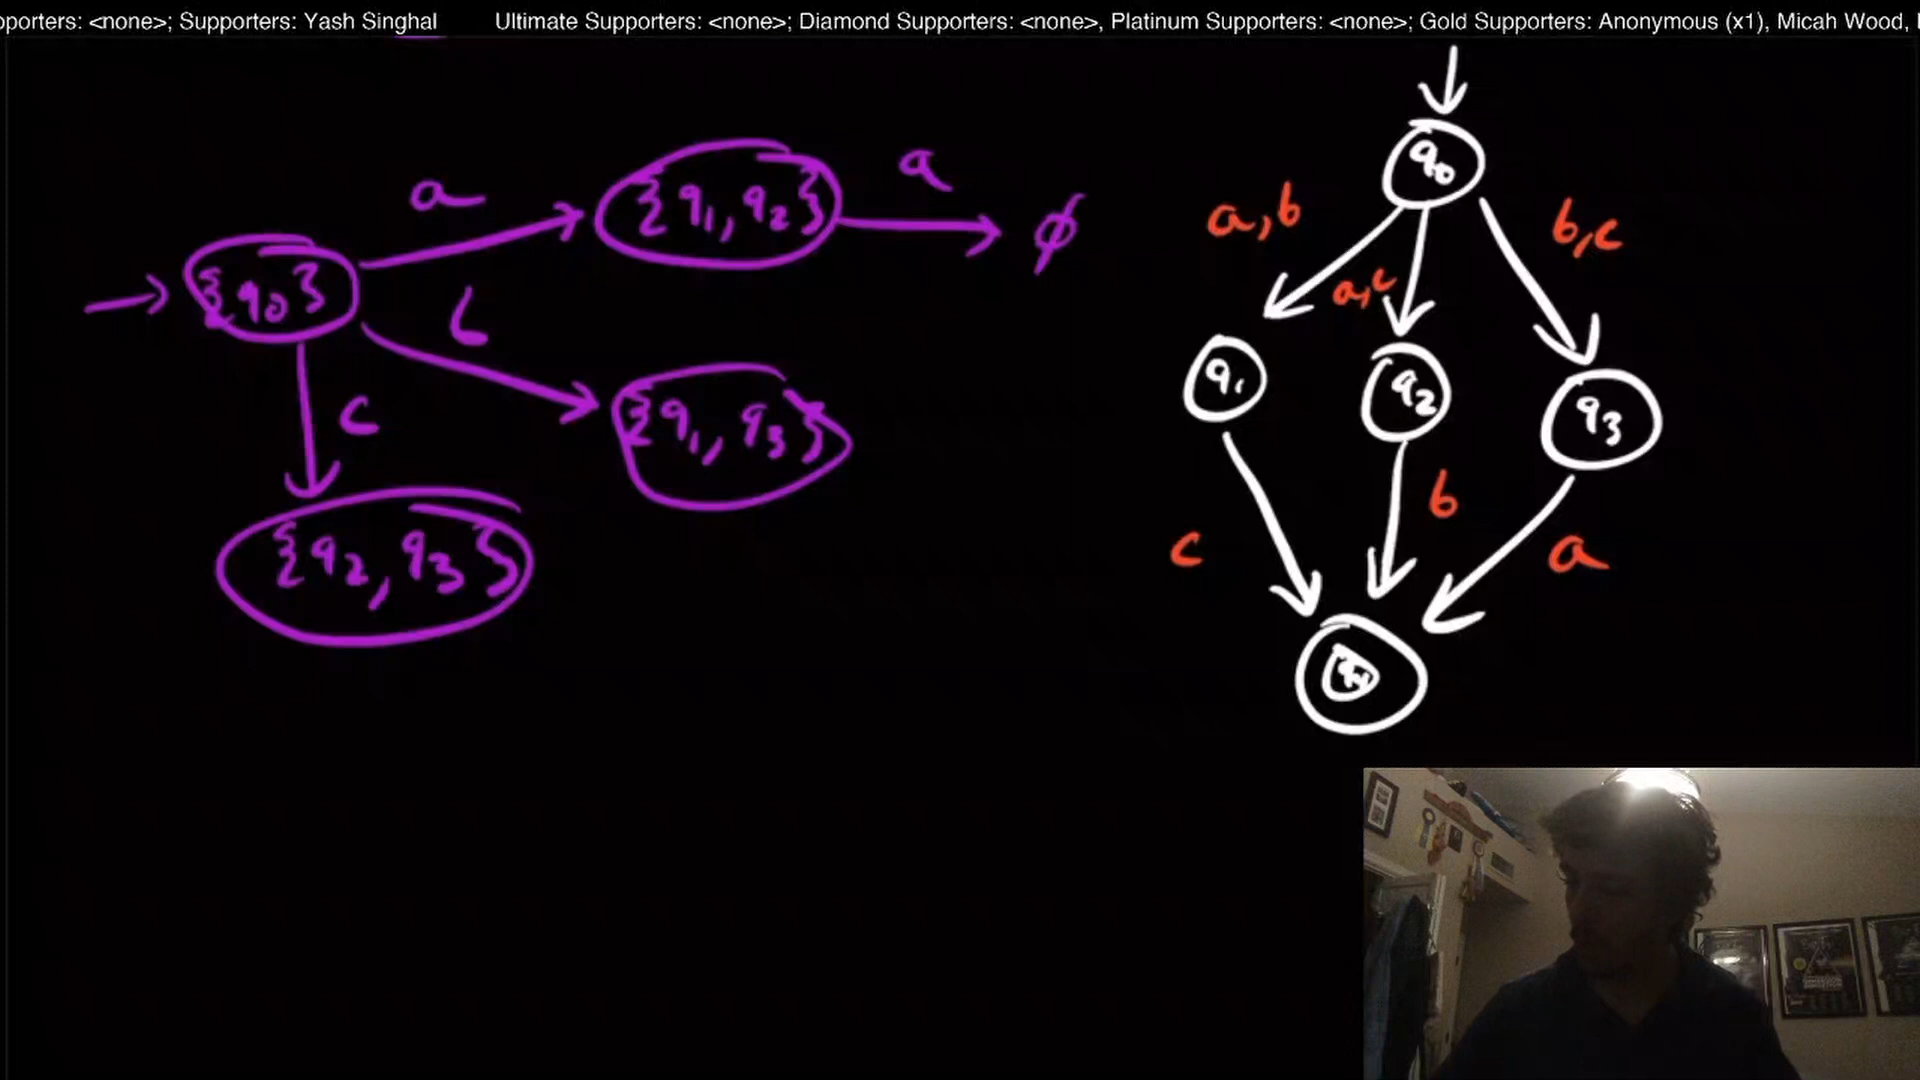 pporters: <none>; Supporters: Yash Singhal Ultimate Supporters: <none>; Diamond Supporters: <none>, Platinum Supporters: <none>; Gold Supporters: Anonymous (x1), Micah Wood,
q0
a a
{q1, q2}
a,b b,c
ϕ
{q0}
a,c
b
q1 q2 q3
c {q1, q3}
b
{q2, q3}
c a
q4